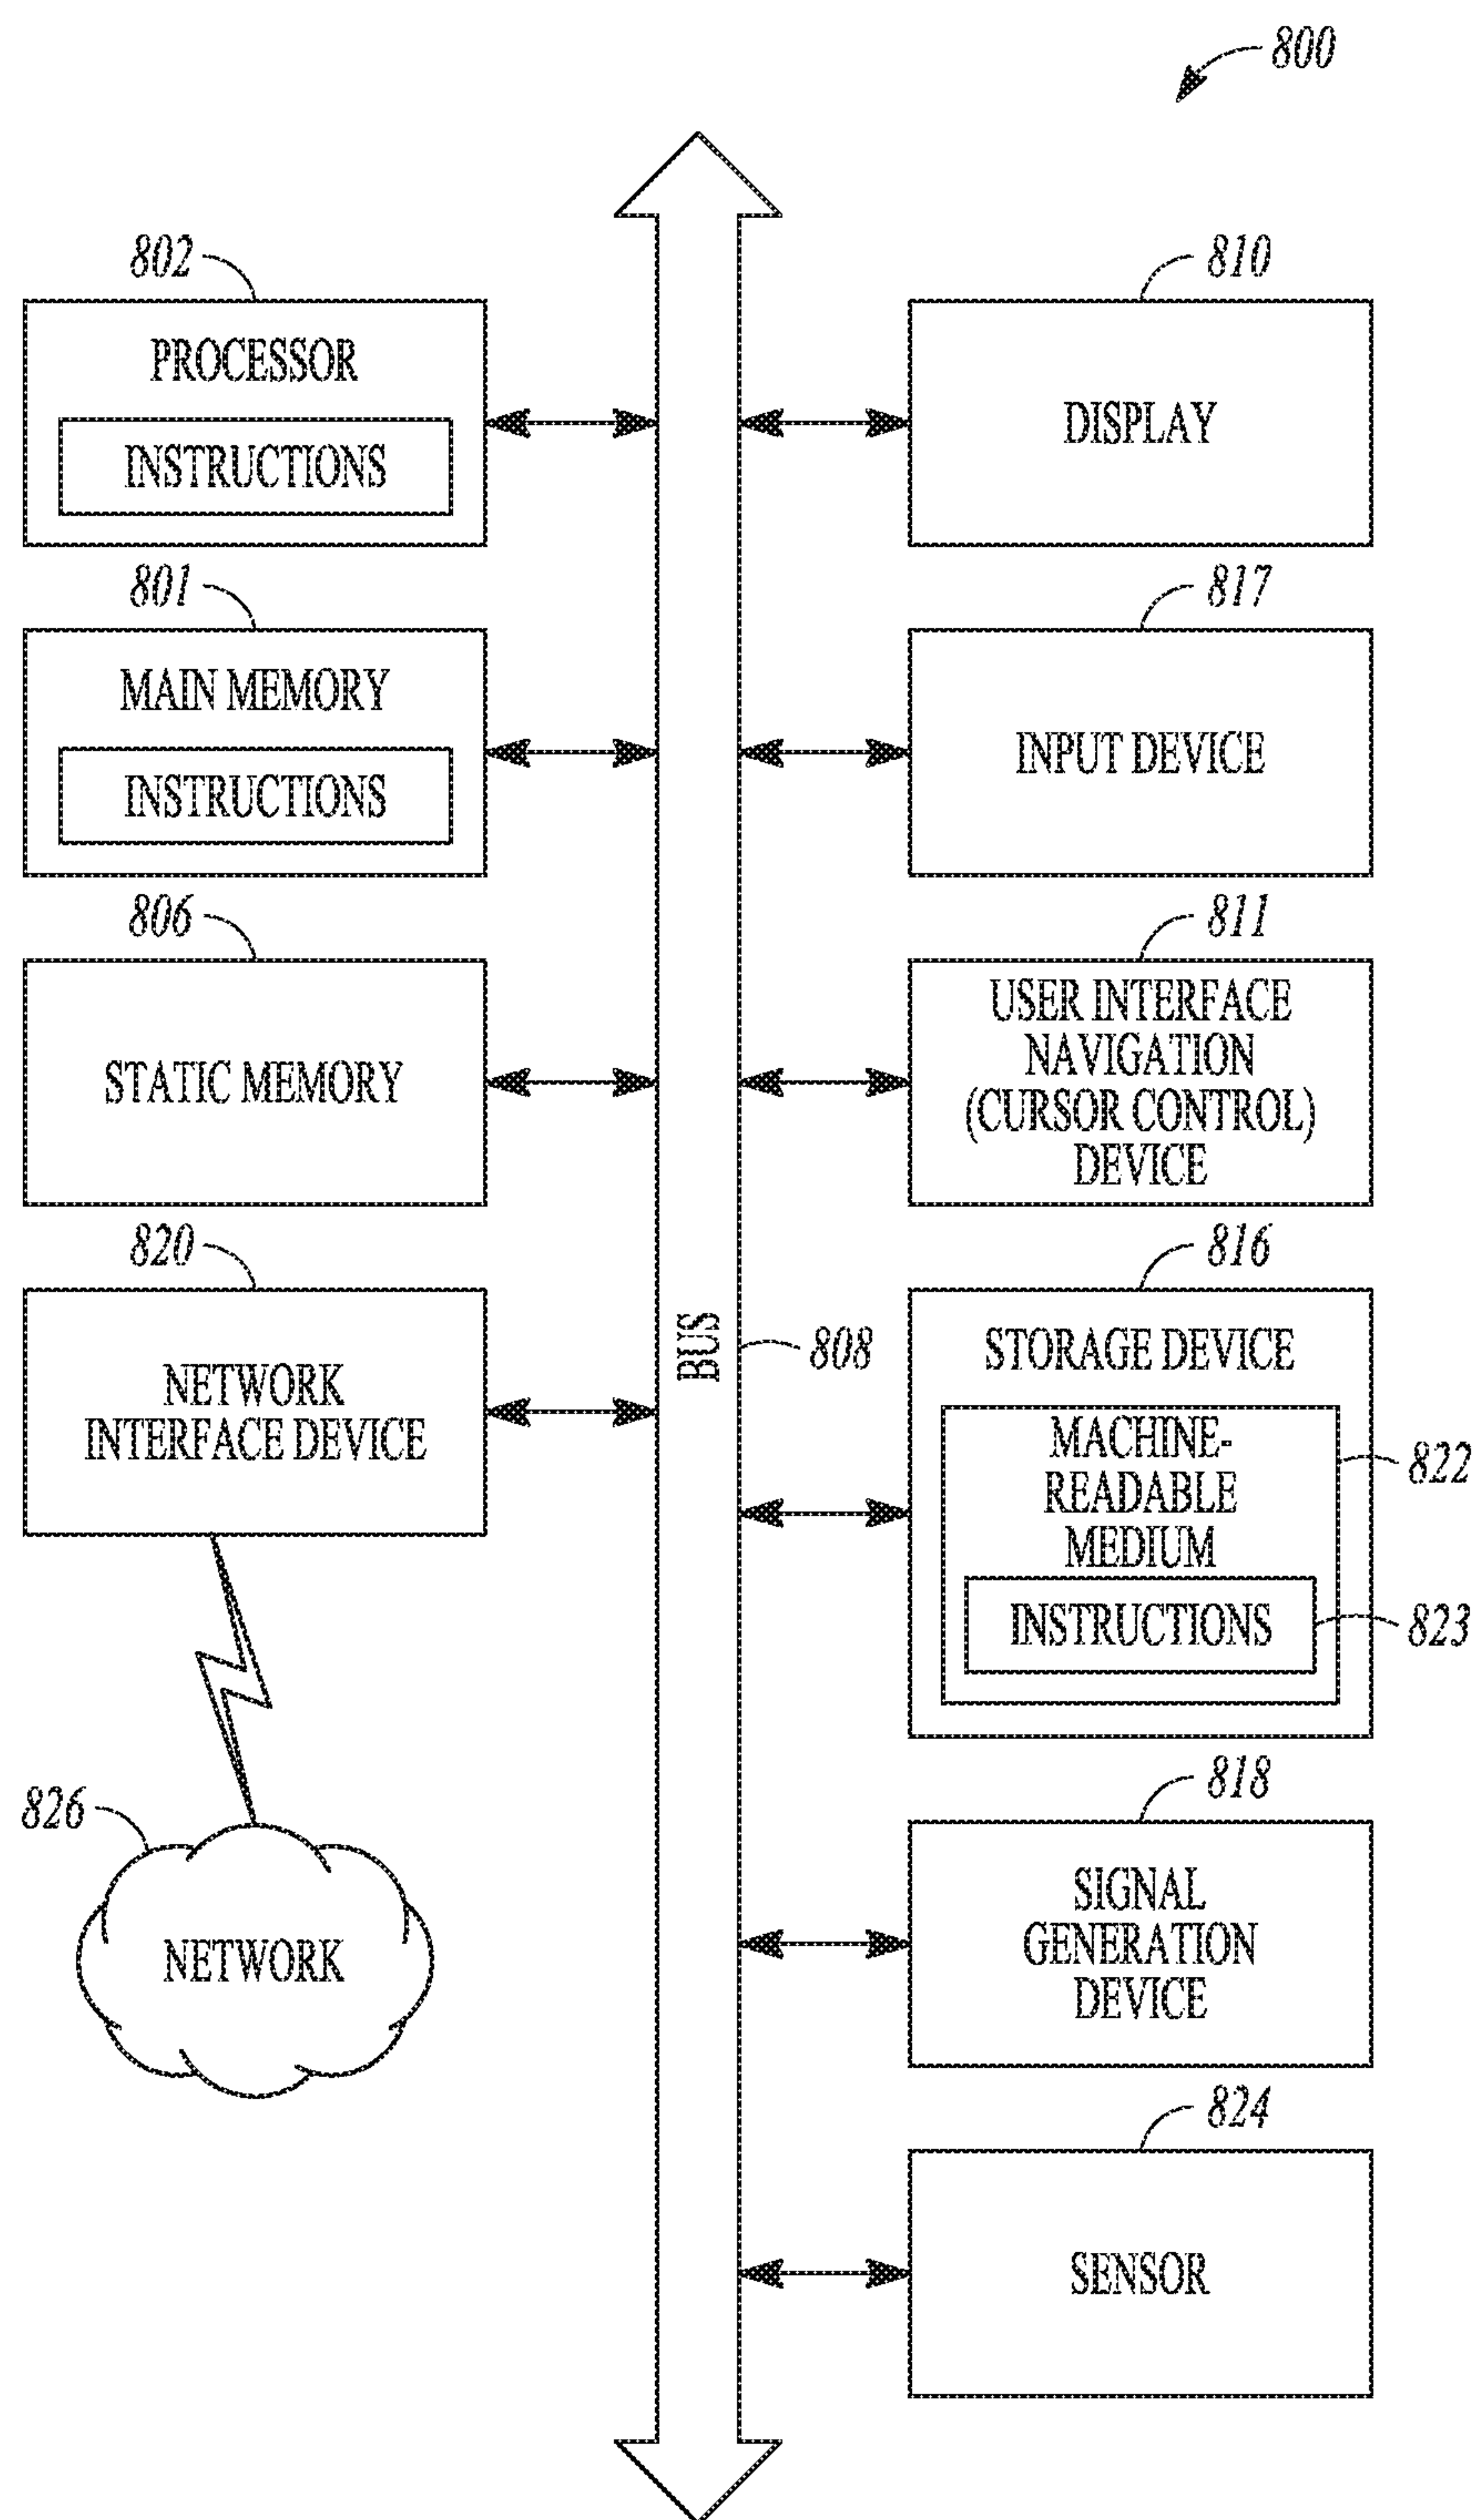 800
802
PROCESSOR
INSTRUCTIONS
801
MAIN MEMORY
INSTRUCTIONS
806
STATIC MEMORY
820
NETWORK
INTERFACE DEVICE
826
NETWORK
BUS
808
810
DISPLAY
817
INPUT DEVICE
811
USER INTERFACE
NAVIGATION
(CURSOR CONTROL)
DEVICE
816
STORAGE DEVICE
MACHINE-
READABLE
MEDIUM
822
INSTRUCTIONS
823
818
SIGNAL
GENERATION
DEVICE
824
SENSOR